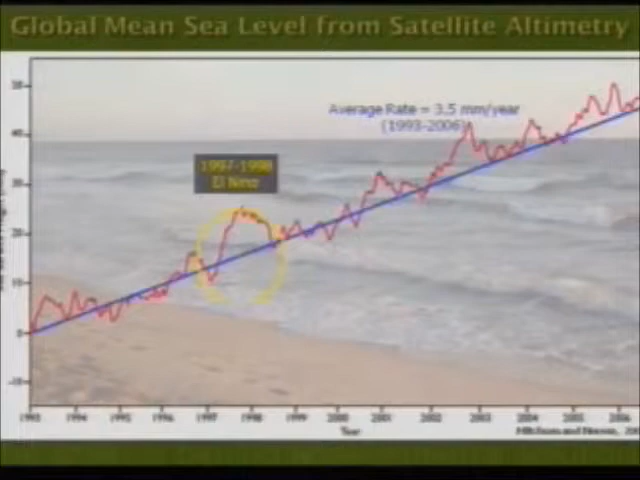 Global Mean Sea Level from Satellite Altimetry
Average Rate = 3.5 mm/year
(1993-2006)
1997-1998
El Nino
50
40
30
20
10
0
-10
1993 1994 1995 1996 1997 1998 1999 2000 2001 2002 2003 2004 2005 2006
Year